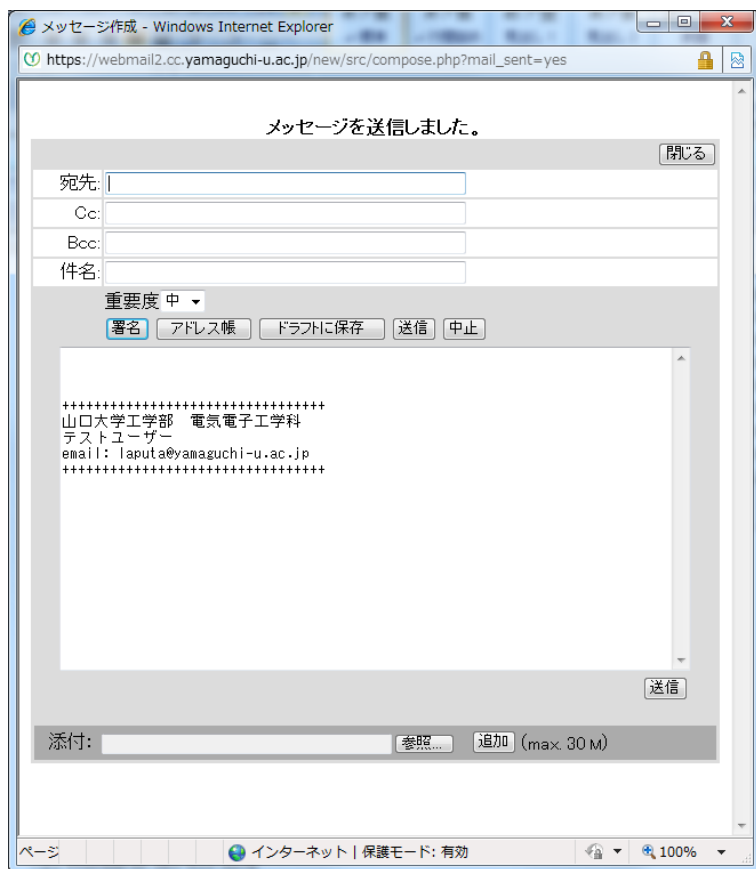 メッセージ作成 - Windows Internet Explorer
https://webmail2.cc.yamaguchi-u.ac.jp/new/src/compose.php?mail_sent=yes
メッセージを送信しました。
閉じる
宛先:
Cc:
Bcc:
件名:
重要度 中
署名 アドレス帳 ドラフトに保存 送信 中止
+++++++++++++++++++++++++++++++++
山口大学工学部 電気電子工学科
テストユーザー
email: laputa@yamaguchi-u.ac.jp
+++++++++++++++++++++++++++++++++
送信
添付: 参照... 追加 (max. 30 M)
ページ インターネット | 保護モード: 有効 100%